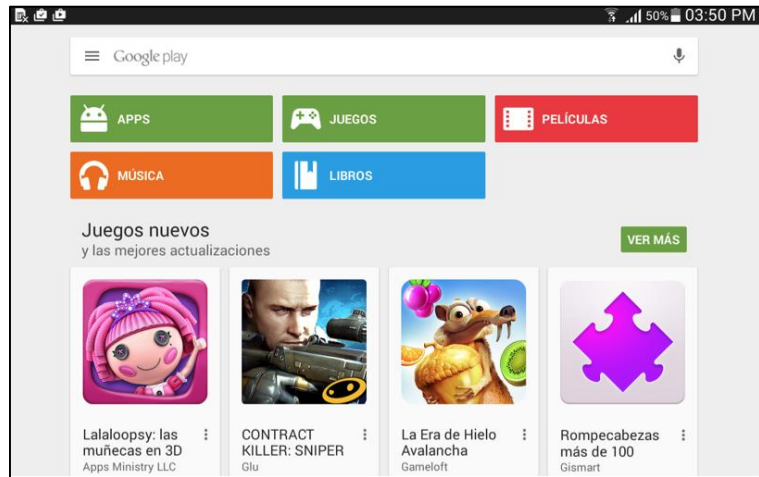 50% 03:50 PM
Google play
APPS
JUEGOS
PELÍCULAS
MÚSICA
LIBROS
Juegos nuevos
y las mejores actualizaciones
VER MÁS
Lalaloopsy: las
muñecas en 3D
Apps Ministry LLC
CONTRACT
KILLER: SNIPER
Glu
La Era de Hielo
Avalancha
Gameloft
Rompecabezas
más de 100
Gismart